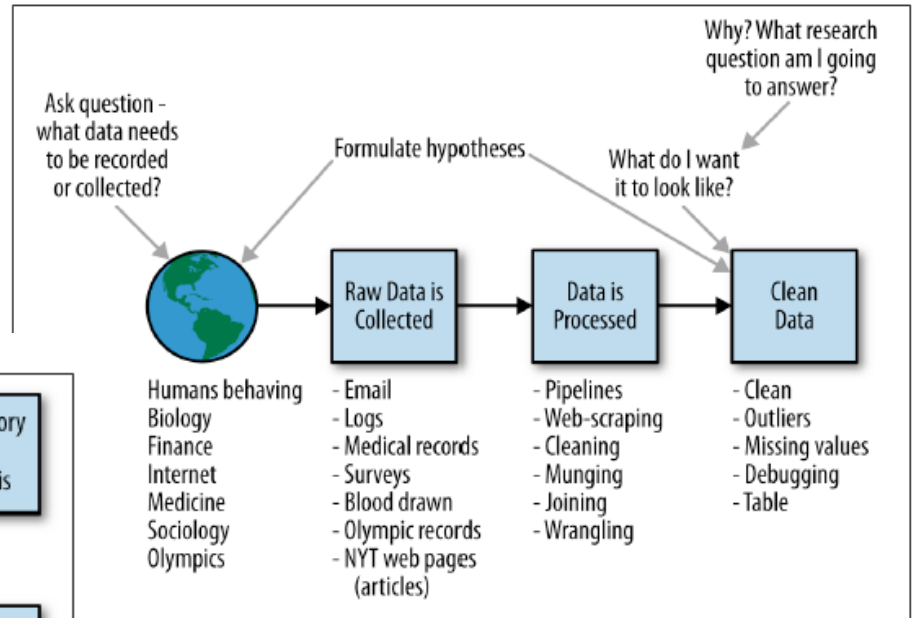 Why? What research
question am I going
to answer?
Ask question -
what data needs
to be recorded
or collected?
Formulate hypotheses
What do I want
it to look like?
Raw Data is
Collected
Data is
Processed
Clean
Data
Humans behaving
Biology
Finance
Internet
Medicine
Sociology
Olympics
- Email
- Logs
- Medical records
- Surveys
- Blood drawn
- Olympic records
- NYT web pages
(articles)
- Pipelines
- Web-scraping
- Cleaning
- Munging
- Joining
- Wrangling
- Clean
- Outliers
- Missing values
- Debugging
- Table
ory
is